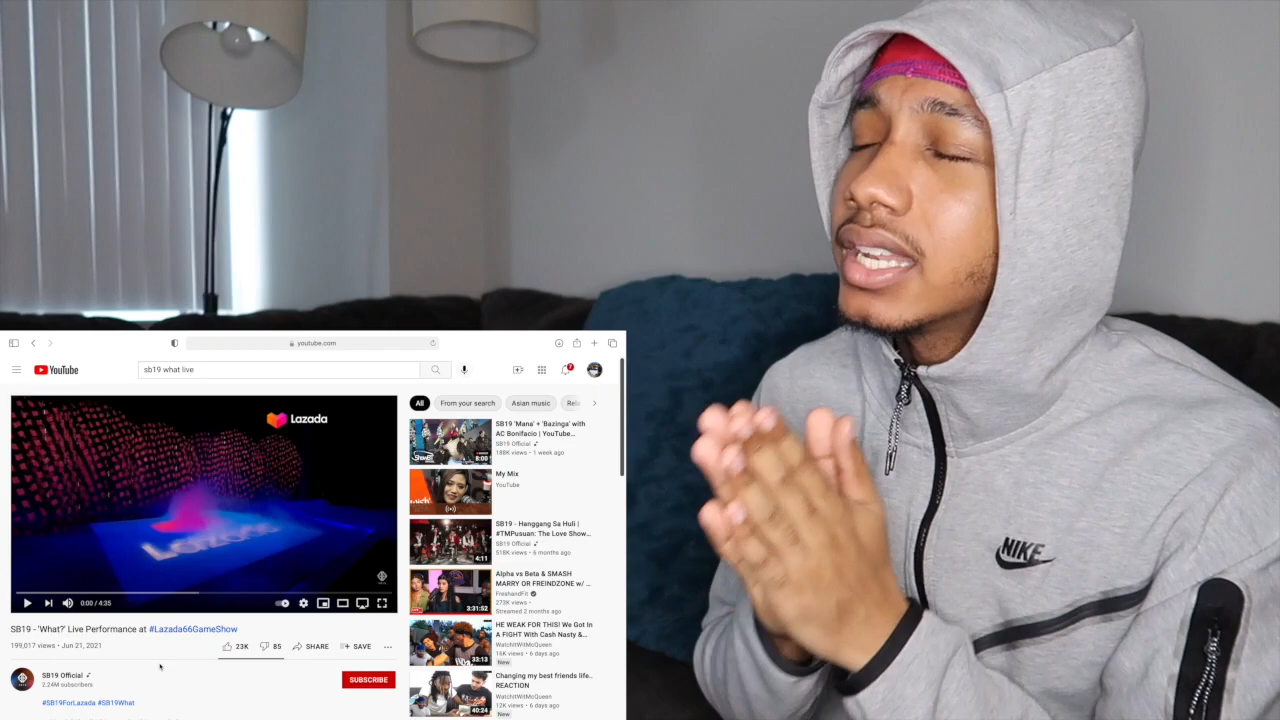 youtube.com
YouTube
sb19 what live
7
Lazada
0:00 / 4:35
SB19 - 'What?' Live Performance at #Lazada66GameShow
199,017 views • Jun 21, 2021
23K
85
SHARE
SAVE
SB19 Official
2.24M subscribers
SUBSCRIBE
#SB19ForLazada #SB19What
All
From your search
Asian music
Rel
SB19 'Mana' + 'Bazinga' with
AC Bonifacio | YouTube...
SB19 Official
188K views • 1 week ago
8:00
My Mix
YouTube
SB19 - Hanggang Sa Huli |
#TMPusuan: The Love Show...
SB19 Official
518K views • 6 months ago
4:11
Alpha vs Beta & SMASH
MARRY OR FREINDZONE w/ ...
FreshandFit
273K views •
Streamed 2 months ago
3:31:52
HE WEAK FOR THIS! We Got In
A FIGHT With Cash Nasty &...
WatchItWitMcQueen
16K views • 6 days ago
New
33:13
Changing my best friends life..
REACTION
WatchItWitMcQueen
12K views • 6 days ago
New
40:24
NIKE